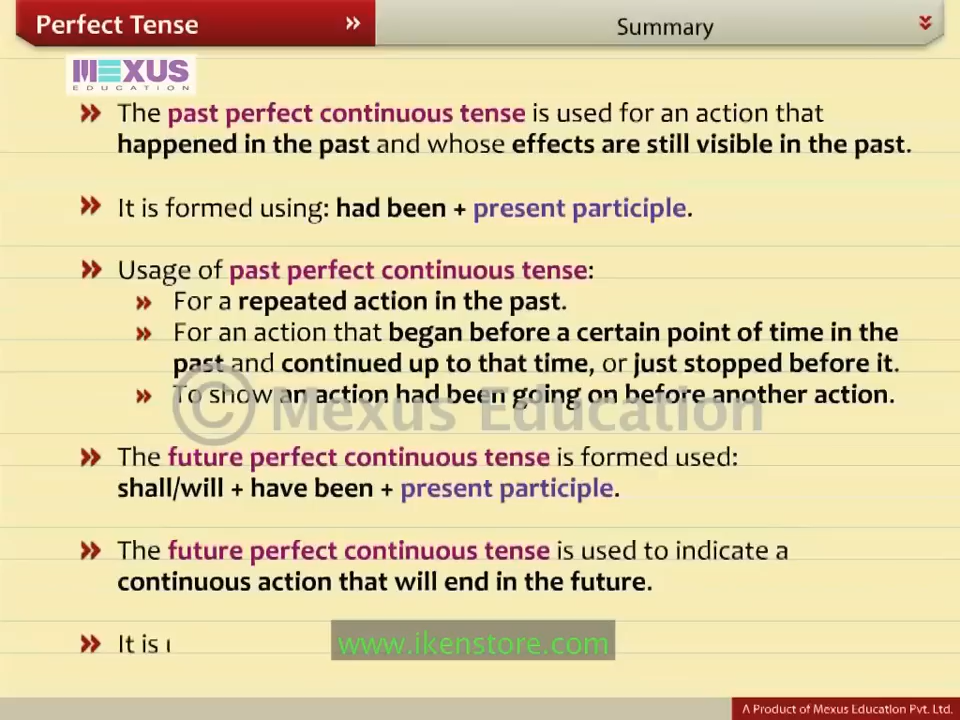 Perfect Tense »
Summary
MEXUS
EDUCATION
» The past perfect continuous tense is used for an action that
happened in the past and whose effects are still visible in the past.
» It is formed using: had been + present participle.
» Usage of past perfect continuous tense:
» For a repeated action in the past.
» For an action that began before a certain point of time in the
past and continued up to that time, or just stopped before it.
» To show an action had been going on before another action.
© Mexus Education
» The future perfect continuous tense is formed used:
shall/will + have been + present participle.
» The future perfect continuous tense is used to indicate a
continuous action that will end in the future.
» It is
www.ikenstore.com
A Product of Mexus Education Pvt. Ltd.